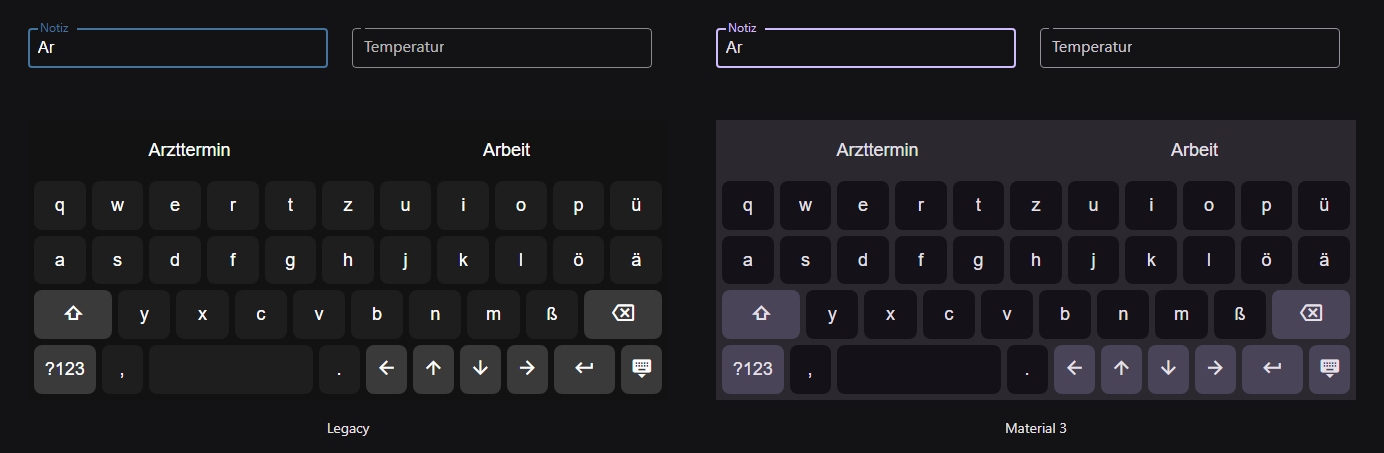 Notiz Notiz
Ar Temperatur Ar Temperatur
Arzttermin Arbeit Arzttermin Arbeit
q w e r t z u i o p ü q w e r t z u i o p ü
a s d f g h j k l ö ä a s d f g h j k l ö ä
y x c v b n m ß y x c v b n m ß
?123 , . ?123 , .
Legacy Material 3